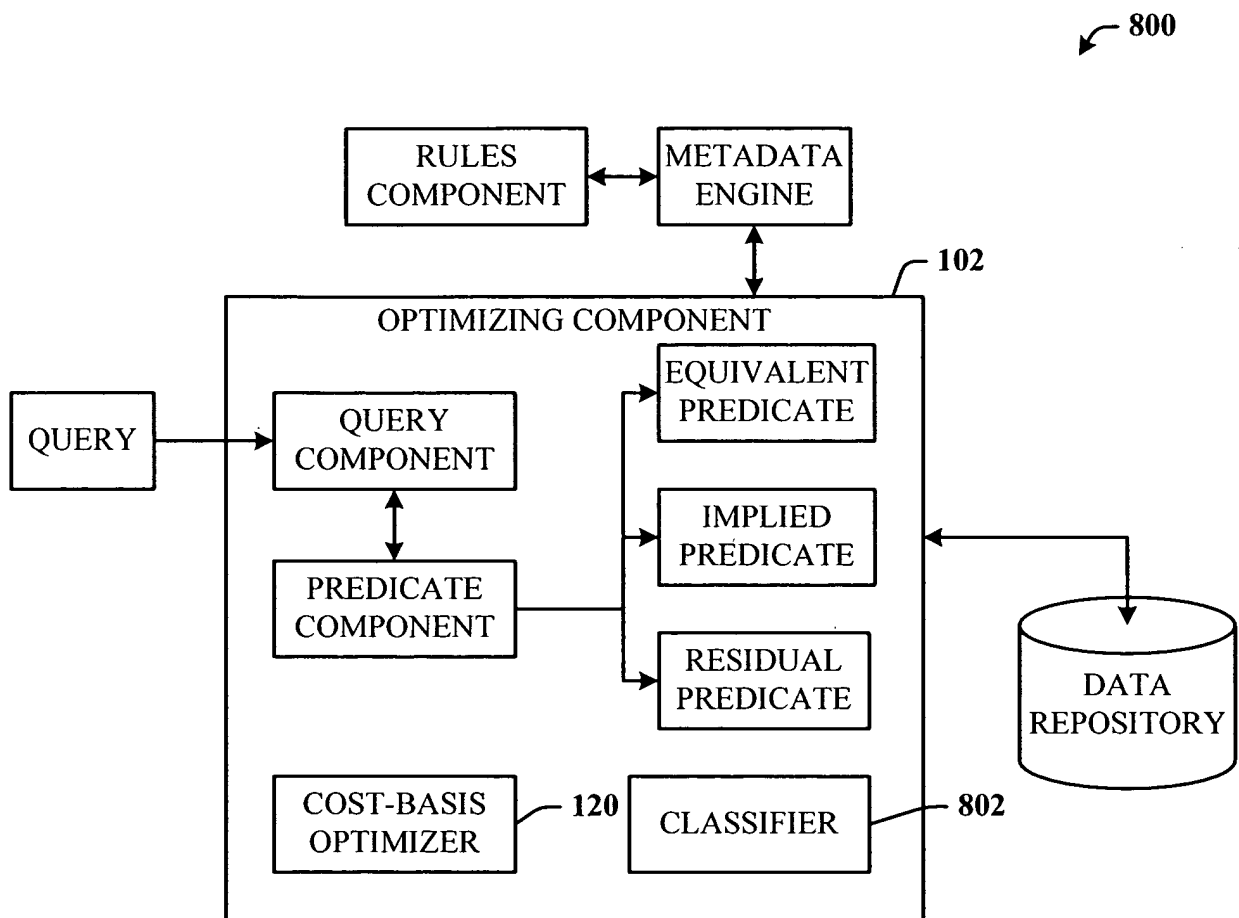 800
RULES
COMPONENT
METADATA
ENGINE
102
OPTIMIZING COMPONENT
QUERY
QUERY
COMPONENT
PREDICATE
COMPONENT
EQUIVALENT
PREDICATE
IMPLIED
PREDICATE
RESIDUAL
PREDICATE
DATA
REPOSITORY
COST-BASIS
OPTIMIZER
120
CLASSIFIER
802